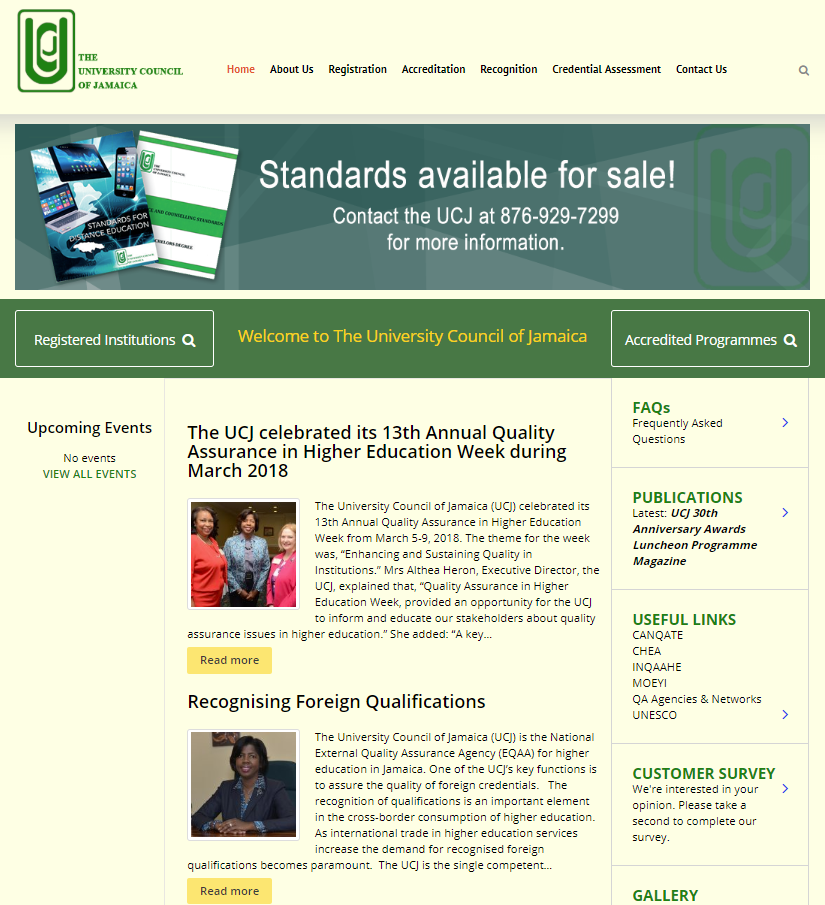 THE
UNIVERSITY COUNCIL
OF JAMAICA
Home About Us Registration Accreditation Recognition Credential Assessment Contact Us
Standards available for sale!
Contact the UCJ at 876-929-7299
for more information.
THE
UNIVERSITY COUNCIL
OF JAMAICA
STANDARDS FOR
DISTANCE EDUCATION
AND COUNSELLING STANDARDS
BACHELORS DEGREE
Registered Institutions
Welcome to The University Council of Jamaica
Accredited Programmes
Upcoming Events
No events
VIEW ALL EVENTS
The UCJ celebrated its 13th Annual Quality
Assurance in Higher Education Week during
March 2018
The University Council of Jamaica (UCJ) celebrated its
13th Annual Quality Assurance in Higher Education
Week from March 5-9, 2018. The theme for the week
was, “Enhancing and Sustaining Quality in
Institutions.” Mrs Althea Heron, Executive Director, the
UCJ, explained that, “Quality Assurance in Higher
Education Week, provided an opportunity for the UCJ
to inform and educate our stakeholders about quality
assurance issues in higher education.” She added: “A key...
Read more
Recognising Foreign Qualifications
The University Council of Jamaica (UCJ) is the National
External Quality Assurance Agency (EQAA) for higher
education in Jamaica. One of the UCJ’s key functions is
to assure the quality of foreign credentials. The
recognition of qualifications is an important element
in the cross-border consumption of higher education.
As international trade in higher education services
increase the demand for recognised foreign
qualifications becomes paramount. The UCJ is the single competent...
Read more
FAQs
Frequently Asked
Questions
PUBLICATIONS
Latest: UCJ 30th
Anniversary Awards
Luncheon Programme
Magazine
USEFUL LINKS
CANQATE
CHEA
INQAAHE
MOEYI
QA Agencies & Networks
UNESCO
CUSTOMER SURVEY
We're interested in your
opinion. Please take a
second to complete our
survey.
GALLERY